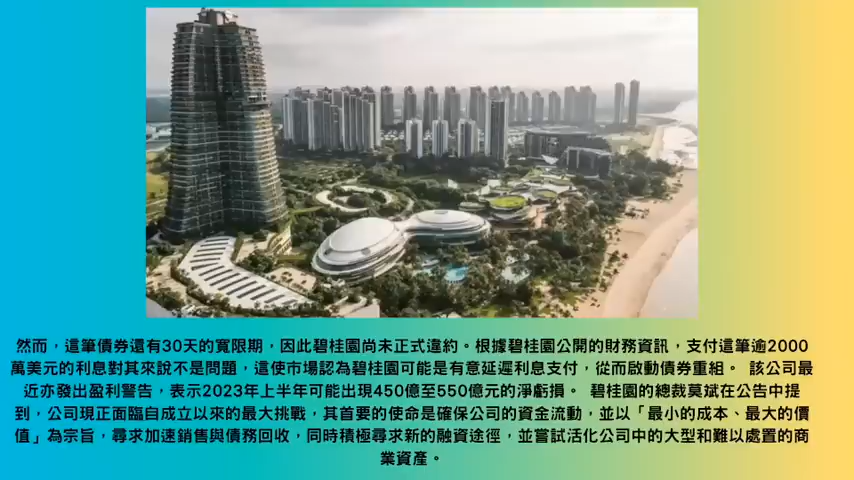 然而，這筆債券還有30天的寬限期，因此碧桂園尚未正式違約。根據碧桂園公開的財務資訊，支付這筆逾2000
萬美元的利息對其來說不是問題，這使市場認為碧桂園可能是有意延遲利息支付，從而啟動債券重組。 該公司最
近亦發出盈利警告，表示2023年上半年可能出現450億至550億元的淨虧損。 碧桂園的總裁莫斌在公告中提
到，公司現正面臨自成立以來的最大挑戰，其首要的使命是確保公司的資金流動，並以「最小的成本、最大的價
值」為宗旨，尋求加速銷售與債務回收，同時積極尋求新的融資途徑，並嘗試活化公司中的大型和難以處置的商
業資產。